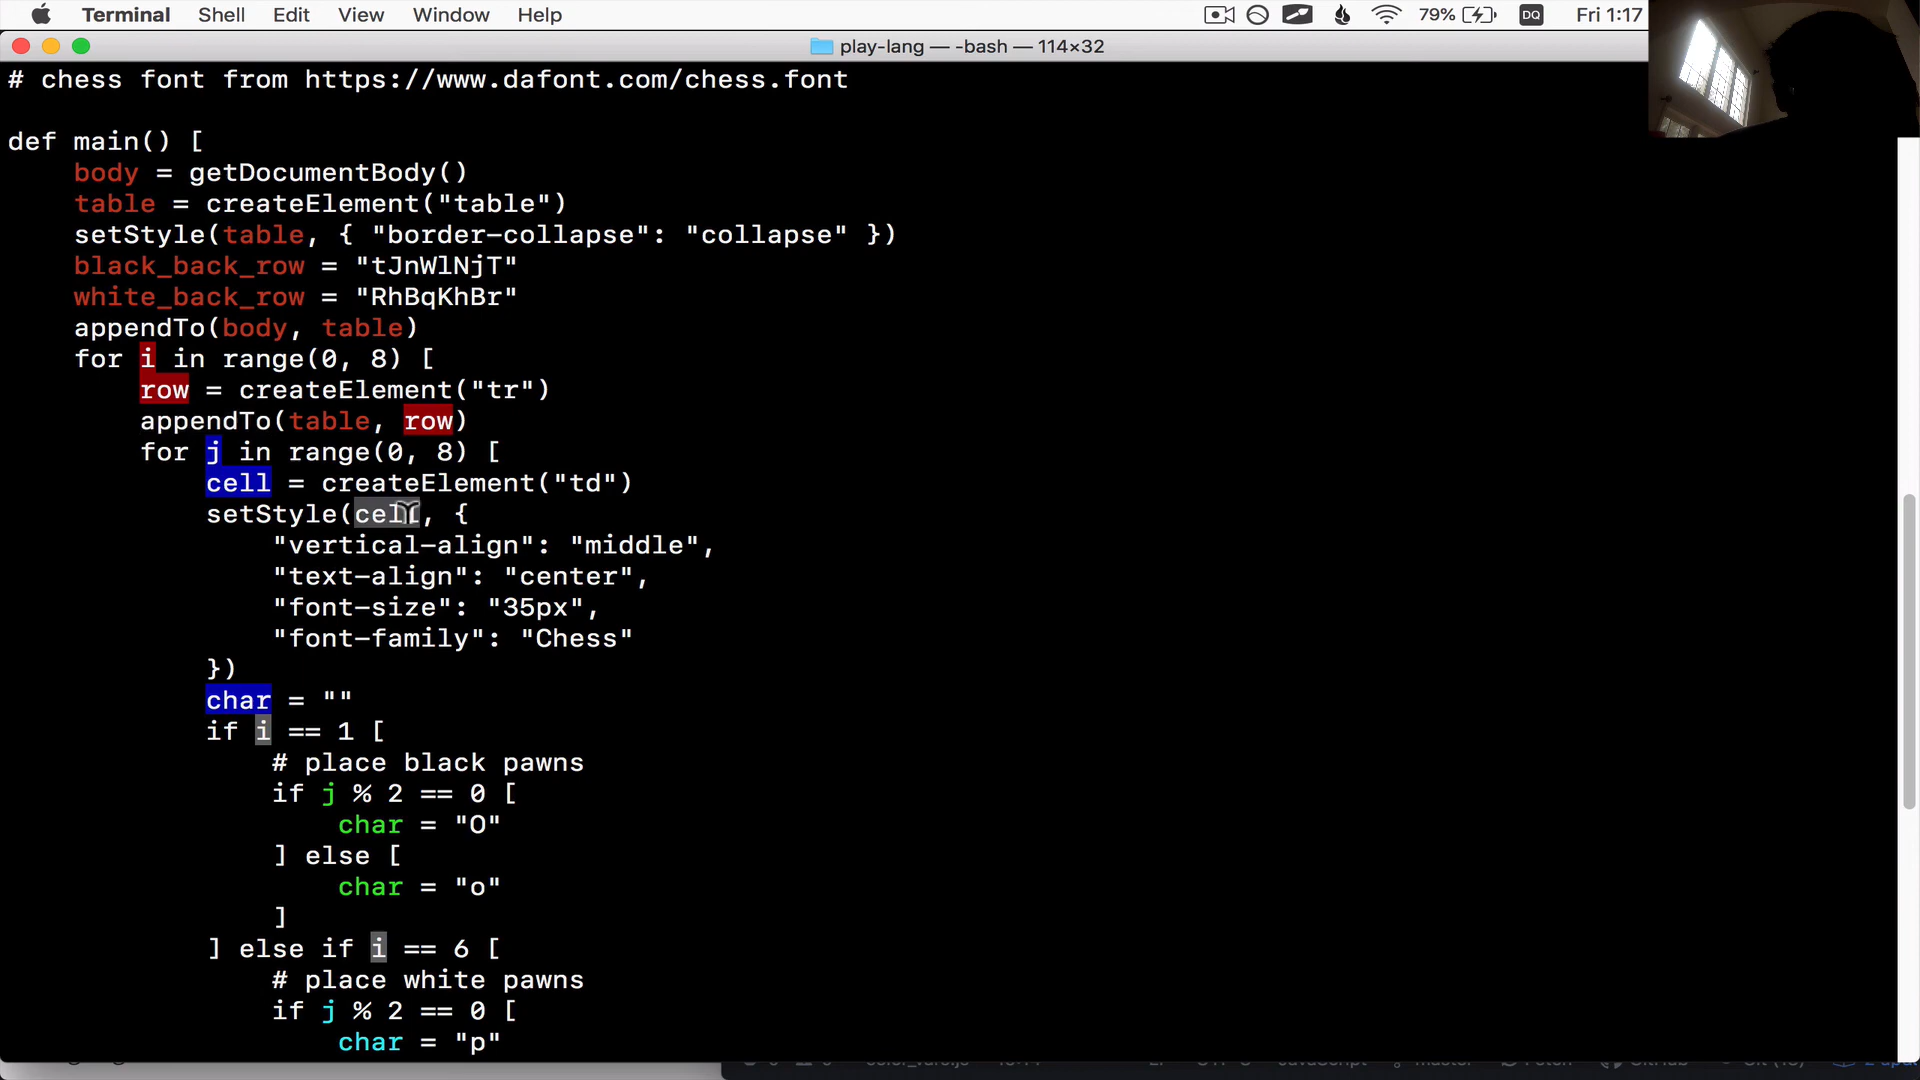 Terminal Shell Edit View Window Help 79% DQ Fri 1:17
play-lang — -bash — 114×32
# chess font from https://www.dafont.com/chess.font
def main() [
body = getDocumentBody()
table = createElement("table")
setStyle(table, { "border-collapse": "collapse" })
black_back_row = "tJnWlNjT"
white_back_row = "RhBqKhBr"
appendTo(body, table)
for i in range(0, 8) [
row = createElement("tr")
appendTo(table, row)
for j in range(0, 8) [
cell = createElement("td")
setStyle(cell, {
"vertical-align": "middle",
"text-align": "center",
"font-size": "35px",
"font-family": "Chess"
})
char = ""
if i == 1 [
# place black pawns
if j % 2 == 0 [
char = "O"
] else [
char = "o"
]
] else if i == 6 [
# place white pawns
if j % 2 == 0 [
char = "p"